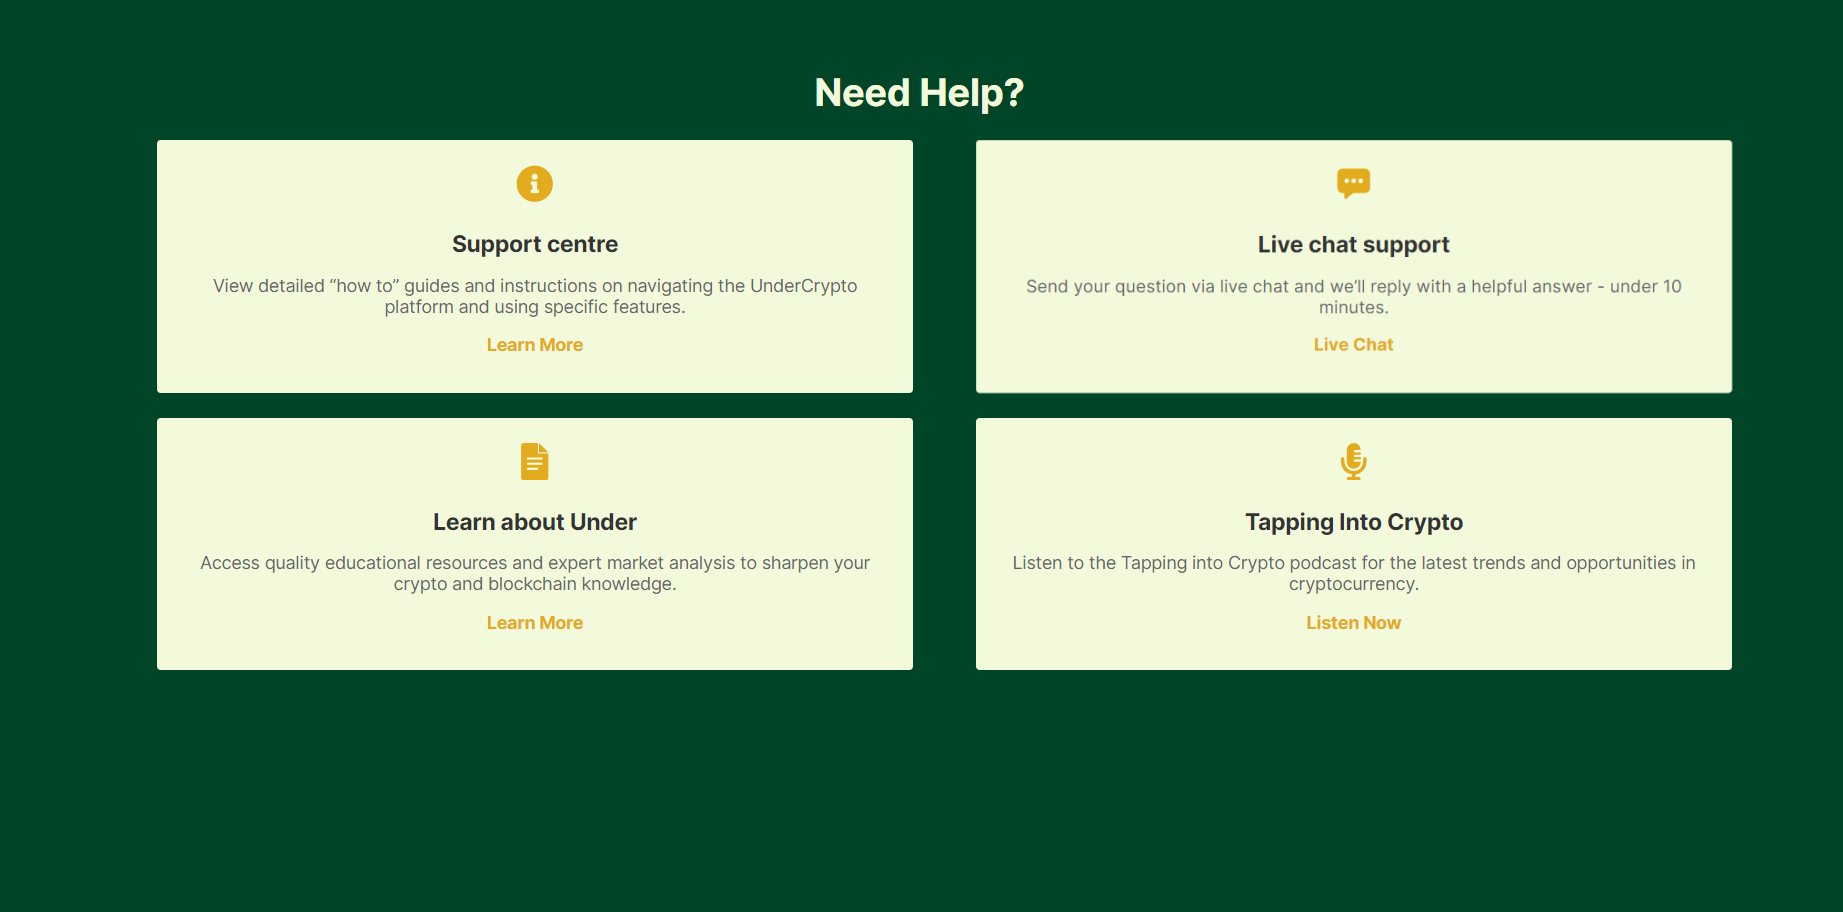 Need Help?
Support centre
View detailed “how to” guides and instructions on navigating the UnderCrypto
platform and using specific features.
Learn More
Live chat support
Send your question via live chat and we’ll reply with a helpful answer - under 10
minutes.
Live Chat
Learn about Under
Access quality educational resources and expert market analysis to sharpen your
crypto and blockchain knowledge.
Learn More
Tapping Into Crypto
Listen to the Tapping into Crypto podcast for the latest trends and opportunities in
cryptocurrency.
Listen Now